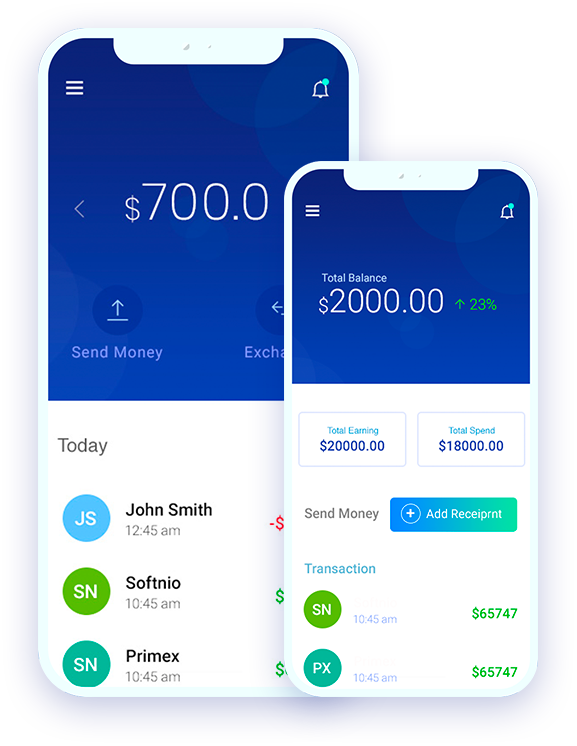 $700.0
Send Money
Today
JS
John Smith
12:45 am
-$
SN
Softnio
10:45 am
$
SN
Primex
10:45 am
$
Total Balance
$2000.00
23%
Total Earning
$20000.00
Total Spend
$18000.00
Send Money
Add Receiprnt
Transaction
SN
10:45 am
$65747
PX
10:45 am
$65747